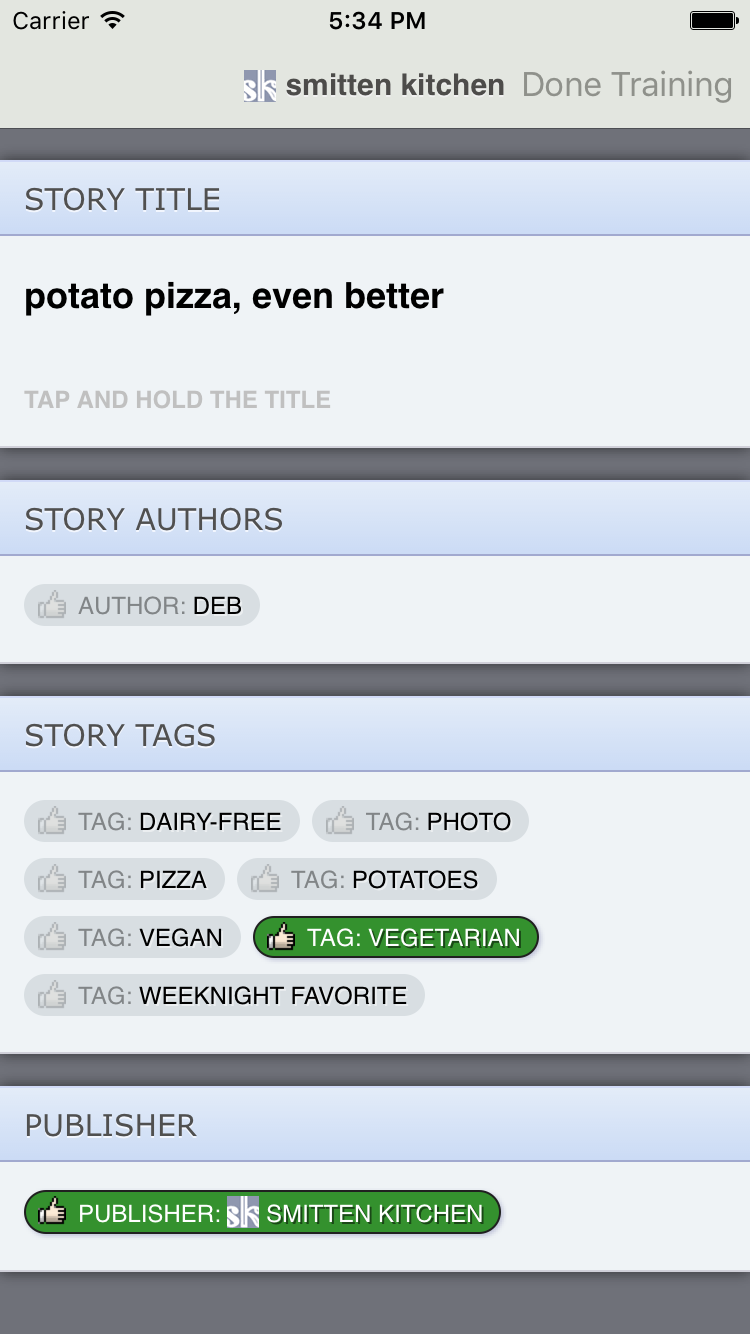 Carrier 5:34 PM
sk smitten kitchen Done Training
STORY TITLE
potato pizza, even better
TAP AND HOLD THE TITLE
STORY AUTHORS
AUTHOR: DEB
STORY TAGS
TAG: DAIRY-FREE TAG: PHOTO
TAG: PIZZA TAG: POTATOES
TAG: VEGAN TAG: VEGETARIAN
TAG: WEEKNIGHT FAVORITE
PUBLISHER
PUBLISHER: sk SMITTEN KITCHEN